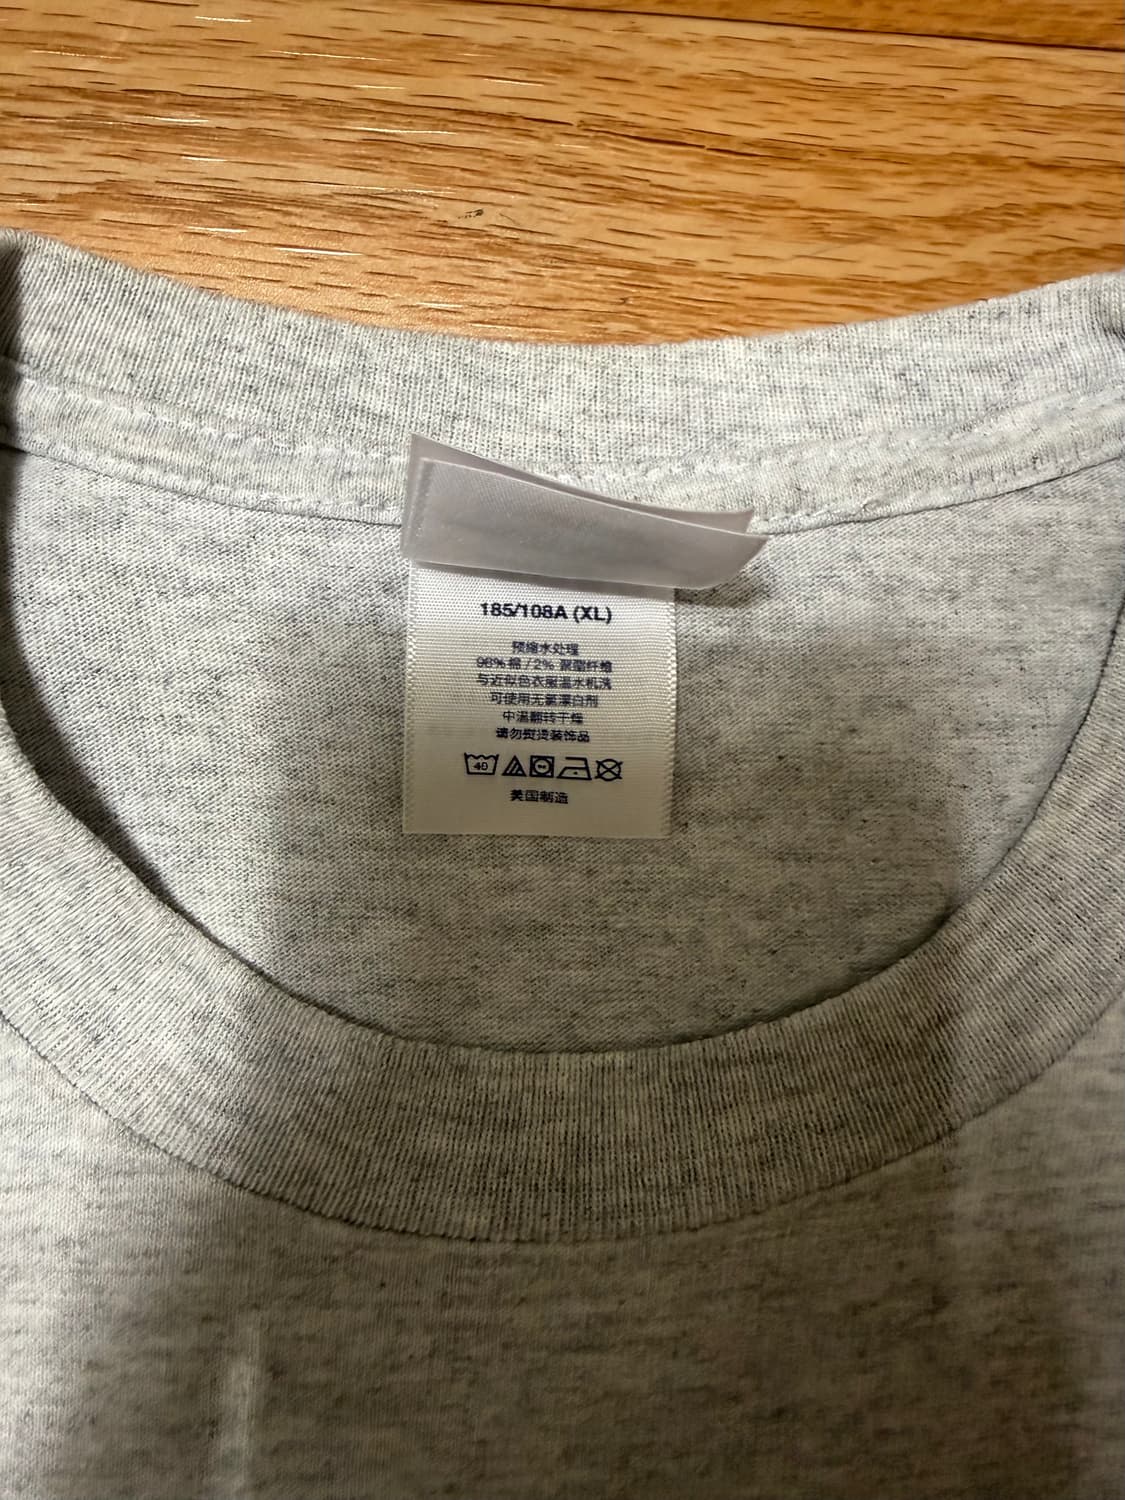 185/108A (XL)
预缩水处理
98% 棉 / 2% 聚酯纤维
与近似色衣服温水机洗
可使用无氯漂白剂
中温翻转干燥
请勿熨烫装饰品
40
美国制造